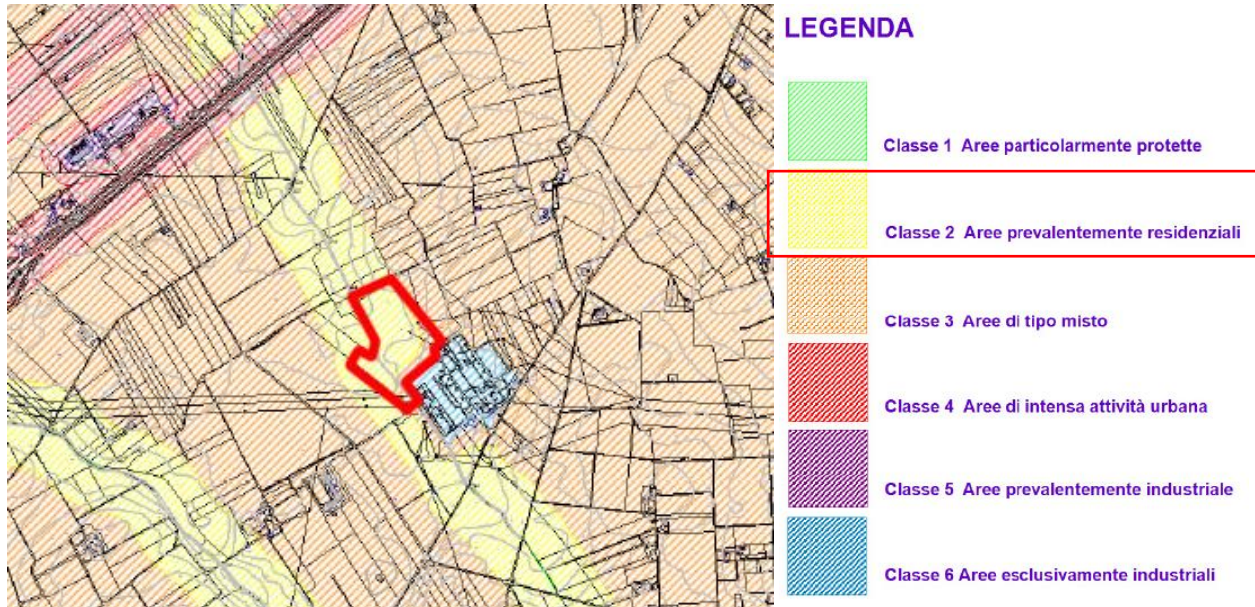 LEGENDA
Classe 1 Aree particolarmente protette
Classe 2 Aree prevalentemente residenziali
Classe 3 Aree di tipo misto
Classe 4 Aree di intensa attività urbana
Classe 5 Aree prevalentemente industriale
Classe 6 Aree esclusivamente industriali